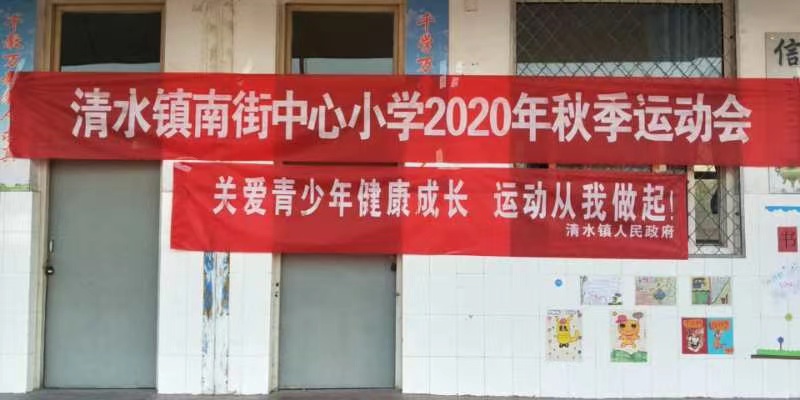 清水镇南街中心小学2020年秋季运动会
关爱青少年健康成长 运动从我做起!
清水镇人民政府
信
书